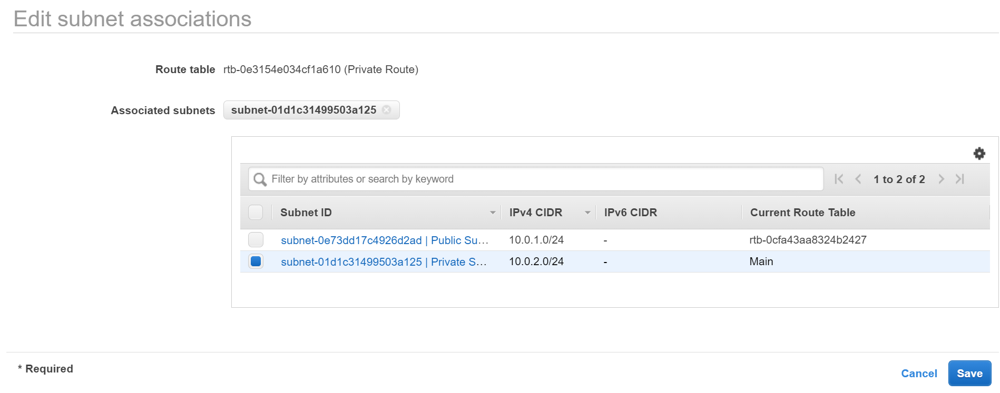 Edit subnet associations
Route table rtb-0e3154e034cf1a610 (Private Route)
Associated subnets subnet-01d1c31499503a125
Filter by attributes or search by keyword 1 to 2 of 2
Subnet ID IPv4 CIDR IPv6 CIDR Current Route Table
subnet-0e73dd17c4926d2ad | Public Su... 10.0.1.0/24 - rtb-0cfa43aa8324b2427
subnet-01d1c31499503a125 | Private S... 10.0.2.0/24 - Main
* Required
Cancel Save